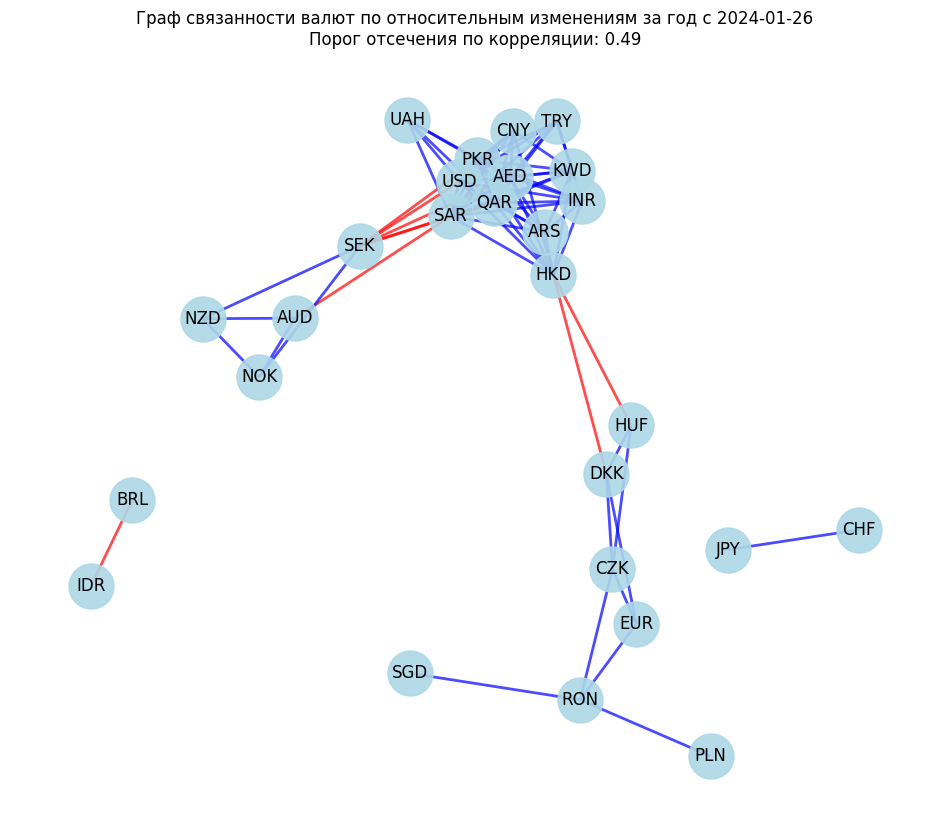 Граф связанности валют по относительным изменениям за год с 2024-01-26
Порог отсечения по корреляции: 0.49
UAH
CNY
TRY
PKR
KWD
USD
AED
QAR
INR
SAR
ARS
SEK
HKD
NZD
AUD
NOK
HUF
DKK
BRL
CHF
JPY
CZK
IDR
EUR
SGD
RON
PLN